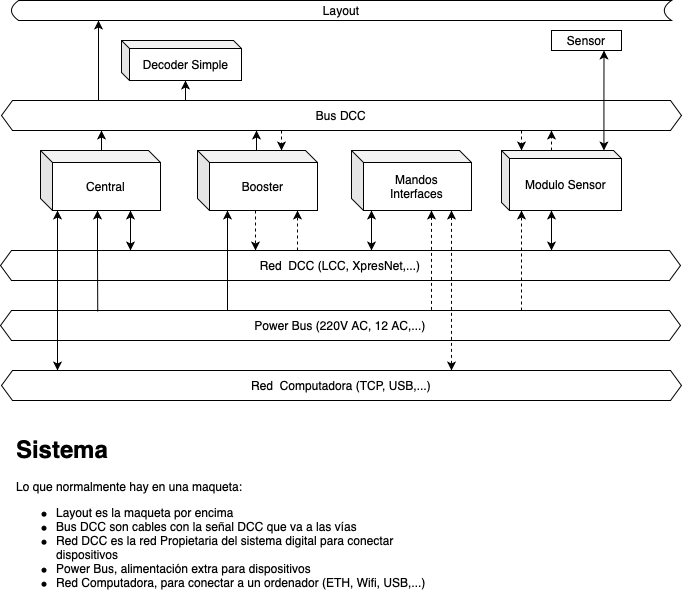 Layout
Sensor
Decoder Simple
Bus DCC
Central
Booster
Mandos
Interfaces
Modulo Sensor
Red DCC (LCC, XpresNet,...)
Power Bus (220V AC, 12 AC,...)
Red Computadora (TCP, USB,...)
Sistema
Lo que normalmente hay en una maqueta:
• Layout es la maqueta por encima
• Bus DCC son cables con la señal DCC que va a las vías
• Red DCC es la red Propietaria del sistema digital para conectar
dispositivos
• Power Bus, alimentación extra para dispositivos
• Red Computadora, para conectar a un ordenador (ETH, Wifi, USB,...)